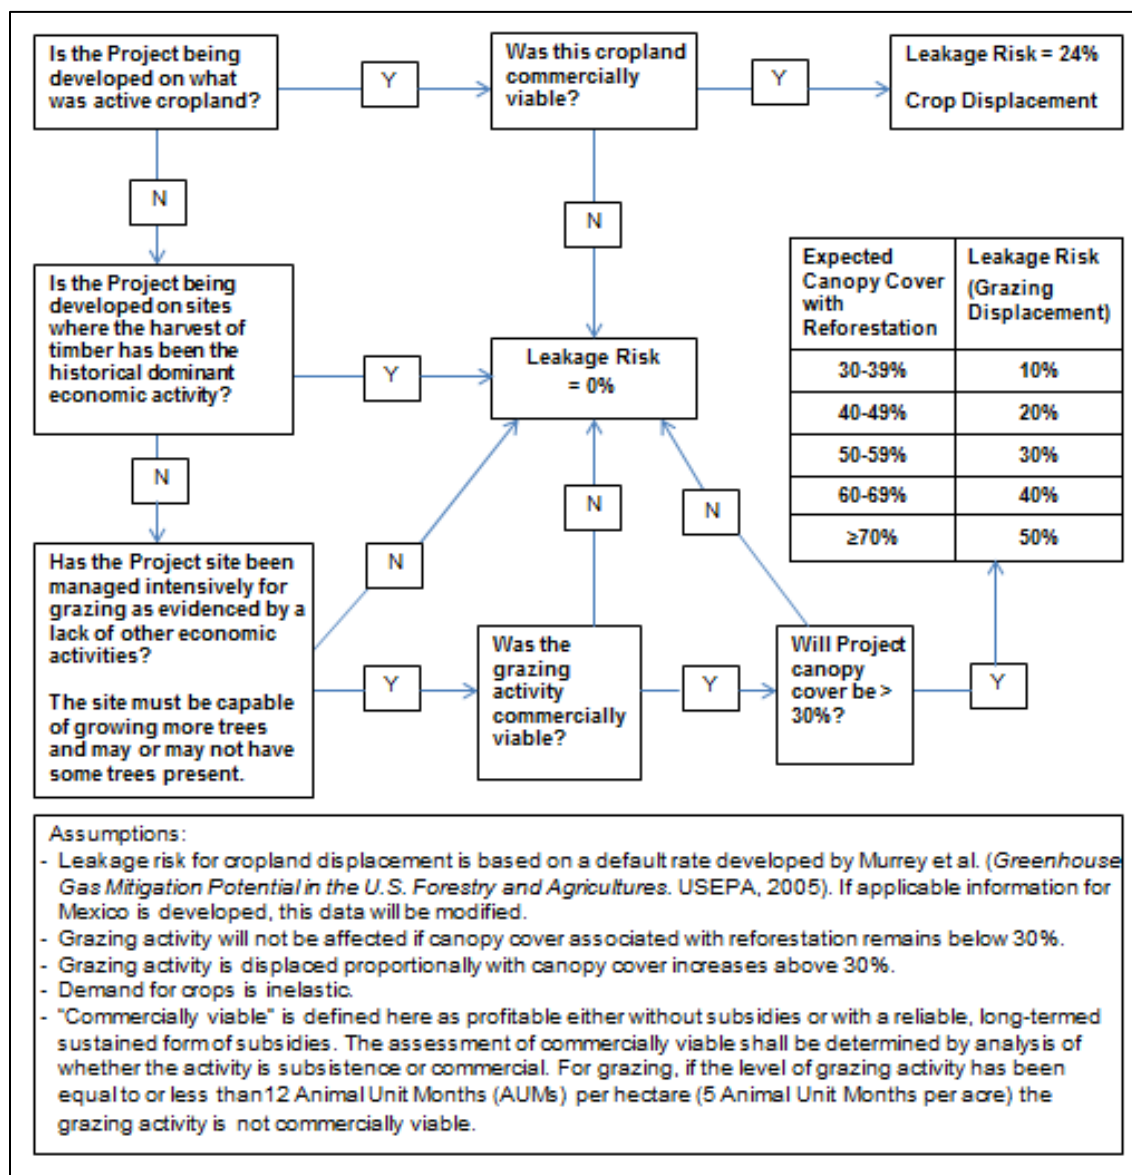 Is the Project being
developed on what
was active cropland?
Y
Was this cropland
commercially
viable?
Y
Leakage Risk = 24%
Crop Displacement
N
N
Is the Project being
developed on sites
where the harvest of
timber has been the
historical dominant
economic activity?
Y
Leakage Risk
= 0%
Expected
Canopy Cover
with
Reforestation
Leakage Risk
(Grazing
Displacement)
30-39%
10%
40-49%
20%
50-59%
30%
60-69%
40%
≥70%
50%
N
N
N
N
Has the Project site been
managed intensively for
grazing as evidenced by a
lack of other economic
activities?
The site must be capable
of growing more trees
and may or may not have
some trees present.
Y
Was the
grazing
activity
commercially
viable?
Y
Will Project
canopy
cover be >
30%?
Y
Assumptions:
- Leakage risk for cropland displacement is based on a default rate developed by Murrey et al. (Greenhouse
Gas Mitigation Potential in the U.S. Forestry and Agricultures. USEPA, 2005). If applicable information for
Mexico is developed, this data will be modified.
- Grazing activity will not be affected if canopy cover associated with reforestation remains below 30%.
- Grazing activity is displaced proportionally with canopy cover increases above 30%.
- Demand for crops is inelastic.
- "Commercially viable" is defined here as profitable either without subsidies or with a reliable, long-termed
sustained form of subsidies. The assessment of commercially viable shall be determined by analysis of
whether the activity is subsistence or commercial. For grazing, if the level of grazing activity has been
equal to or less than 12 Animal Unit Months (AUMs) per hectare (5 Animal Unit Months per acre) the
grazing activity is not commercially viable.